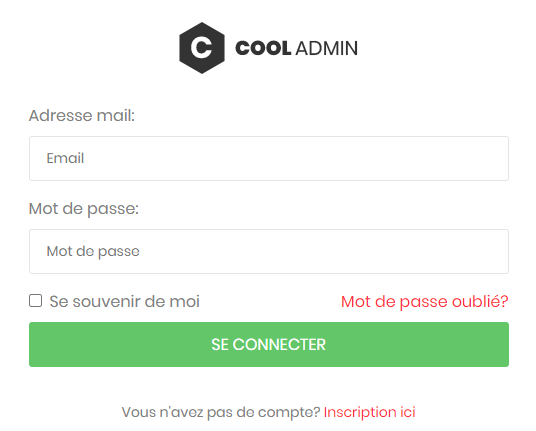 C COOL ADMIN
Adresse mail:
Email
Mot de passe:
Mot de passe
Se souvenir de moi Mot de passe oublié?
SE CONNECTER
Vous n'avez pas de compte? Inscription ici